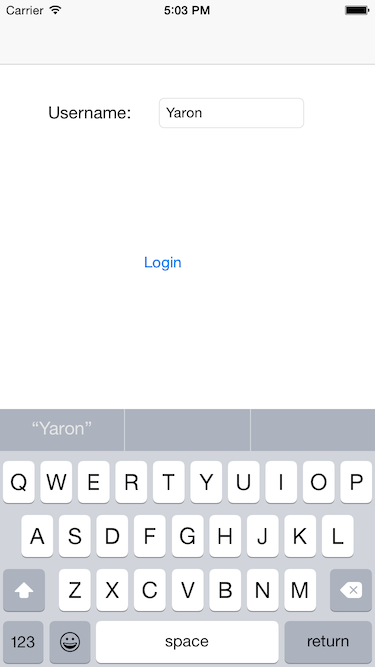 Carrier 5:03 PM
Username: Yaron
Login
“Yaron”
Q W E R T Y U I O P
A S D F G H J K L
Z X C V B N M
123 space return